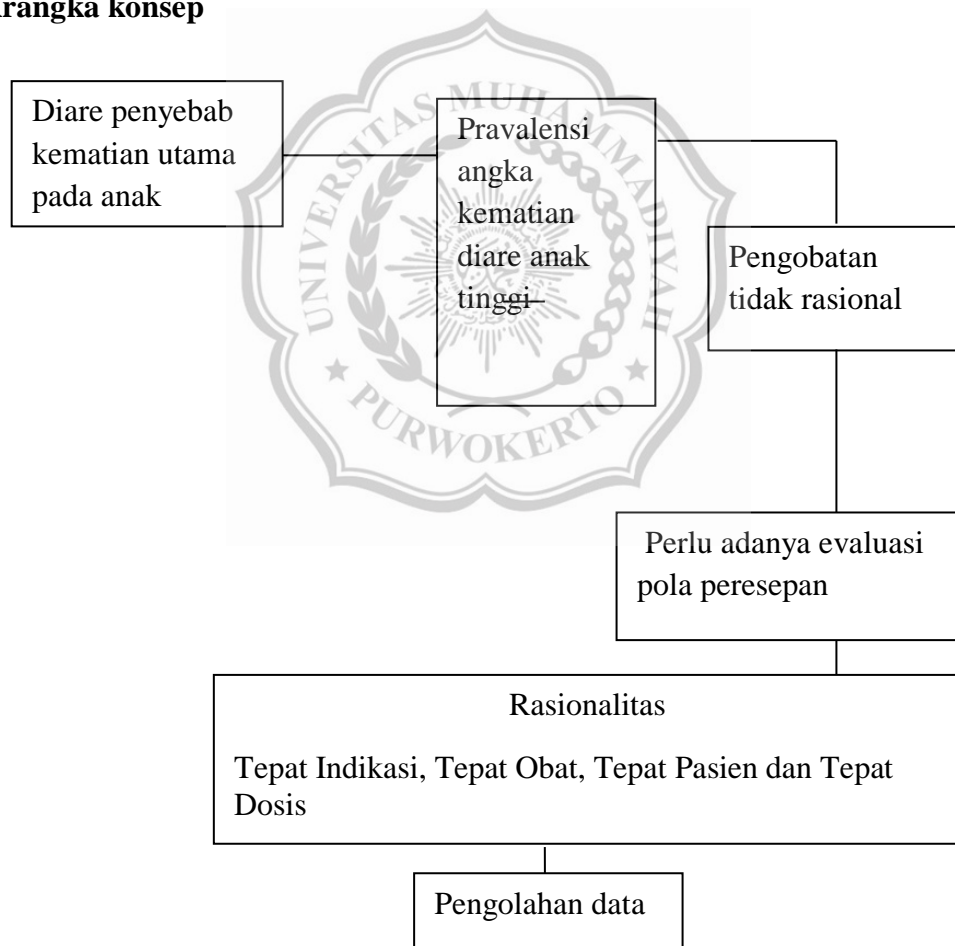 rangka konsep
Diare penyebab
kematian utama
pada anak
Pravalensi
angka
kematian
diare anak
tinggi
Pengobatan
tidak rasional
Perlu adanya evaluasi
pola peresepan
Rasionalitas
Tepat Indikasi, Tepat Obat, Tepat Pasien dan Tepat
Dosis
Pengolahan data
UNIVERSITAS MUHAMMADIYAH
PURWOKERTO